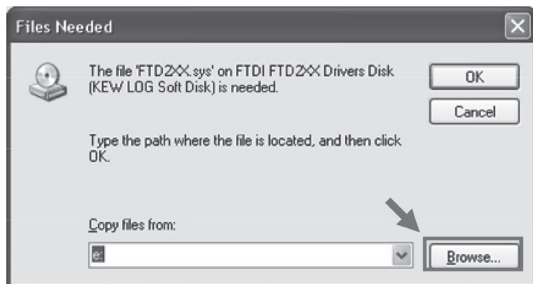 Files Needed
The file 'FTD2XX.sys' on FTDI FTD2XX Drivers Disk
(KEW LOG Soft Disk) is needed.
OK
Cancel
Type the path where the file is located, and then click
OK.
Copy files from:
e:
Browse...